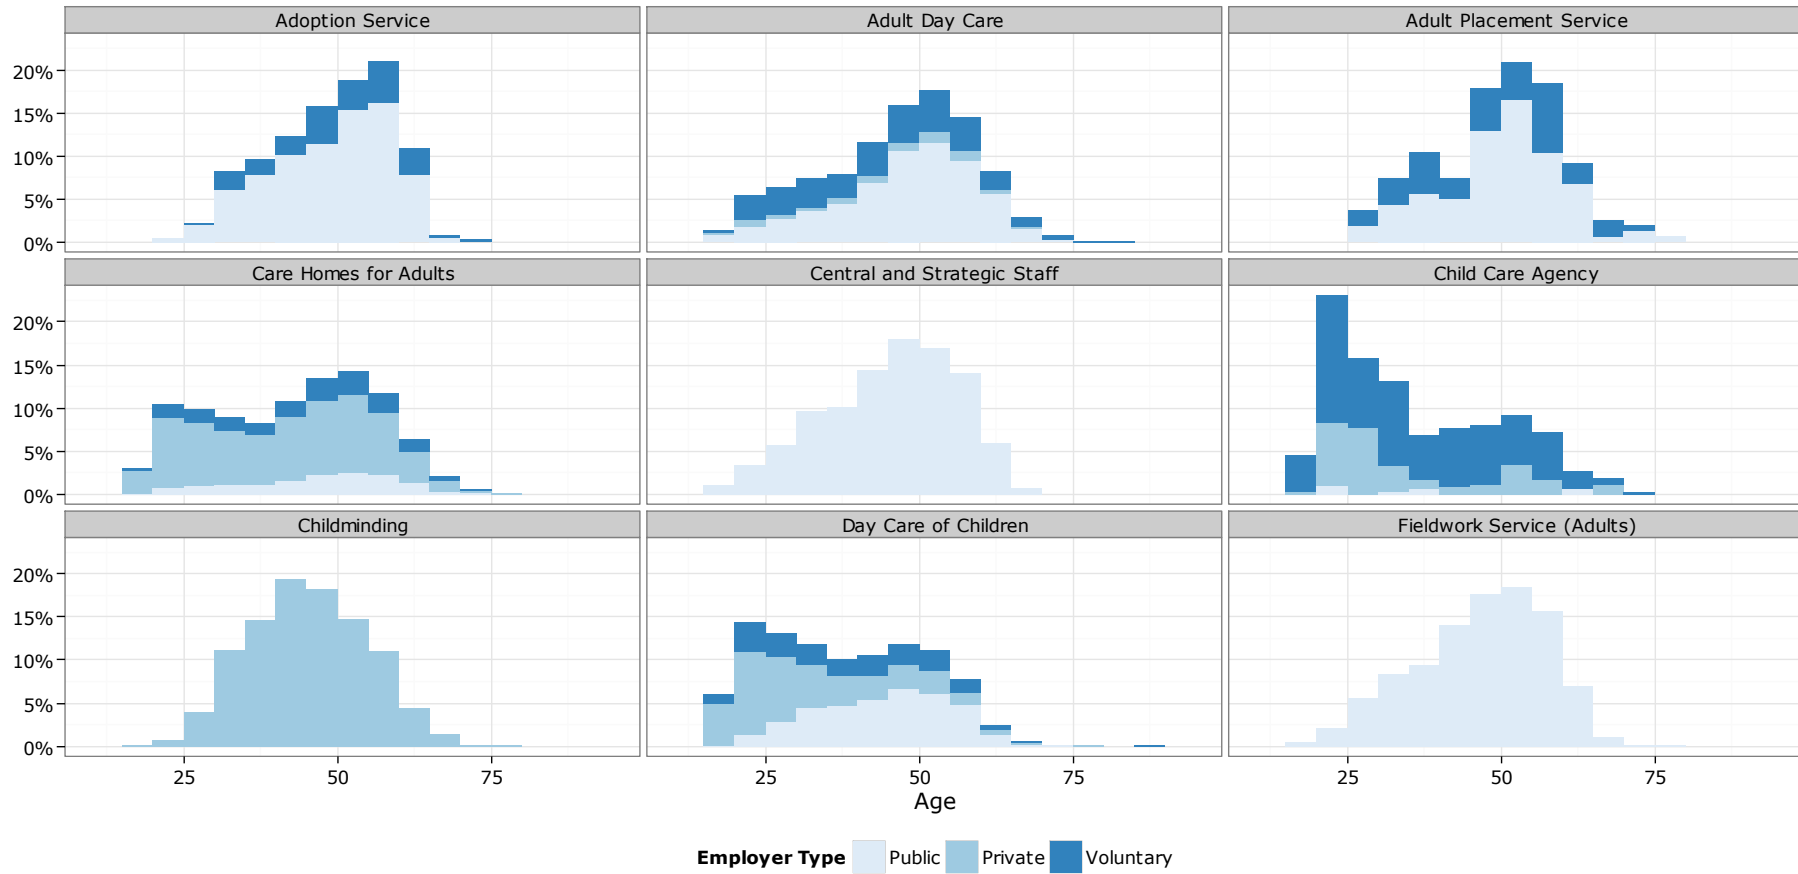 Adoption Service
Adult Day Care
Adult Placement Service
20%
15%
10%
5%
0%
Care Homes for Adults
Central and Strategic Staff
Child Care Agency
20%
15%
10%
5%
0%
Childminding
Day Care of Children
Fieldwork Service (Adults)
20%
15%
10%
5%
0%
25 50 75
25 50 75
25 50 75
Age
Employer Type Public Private Voluntary